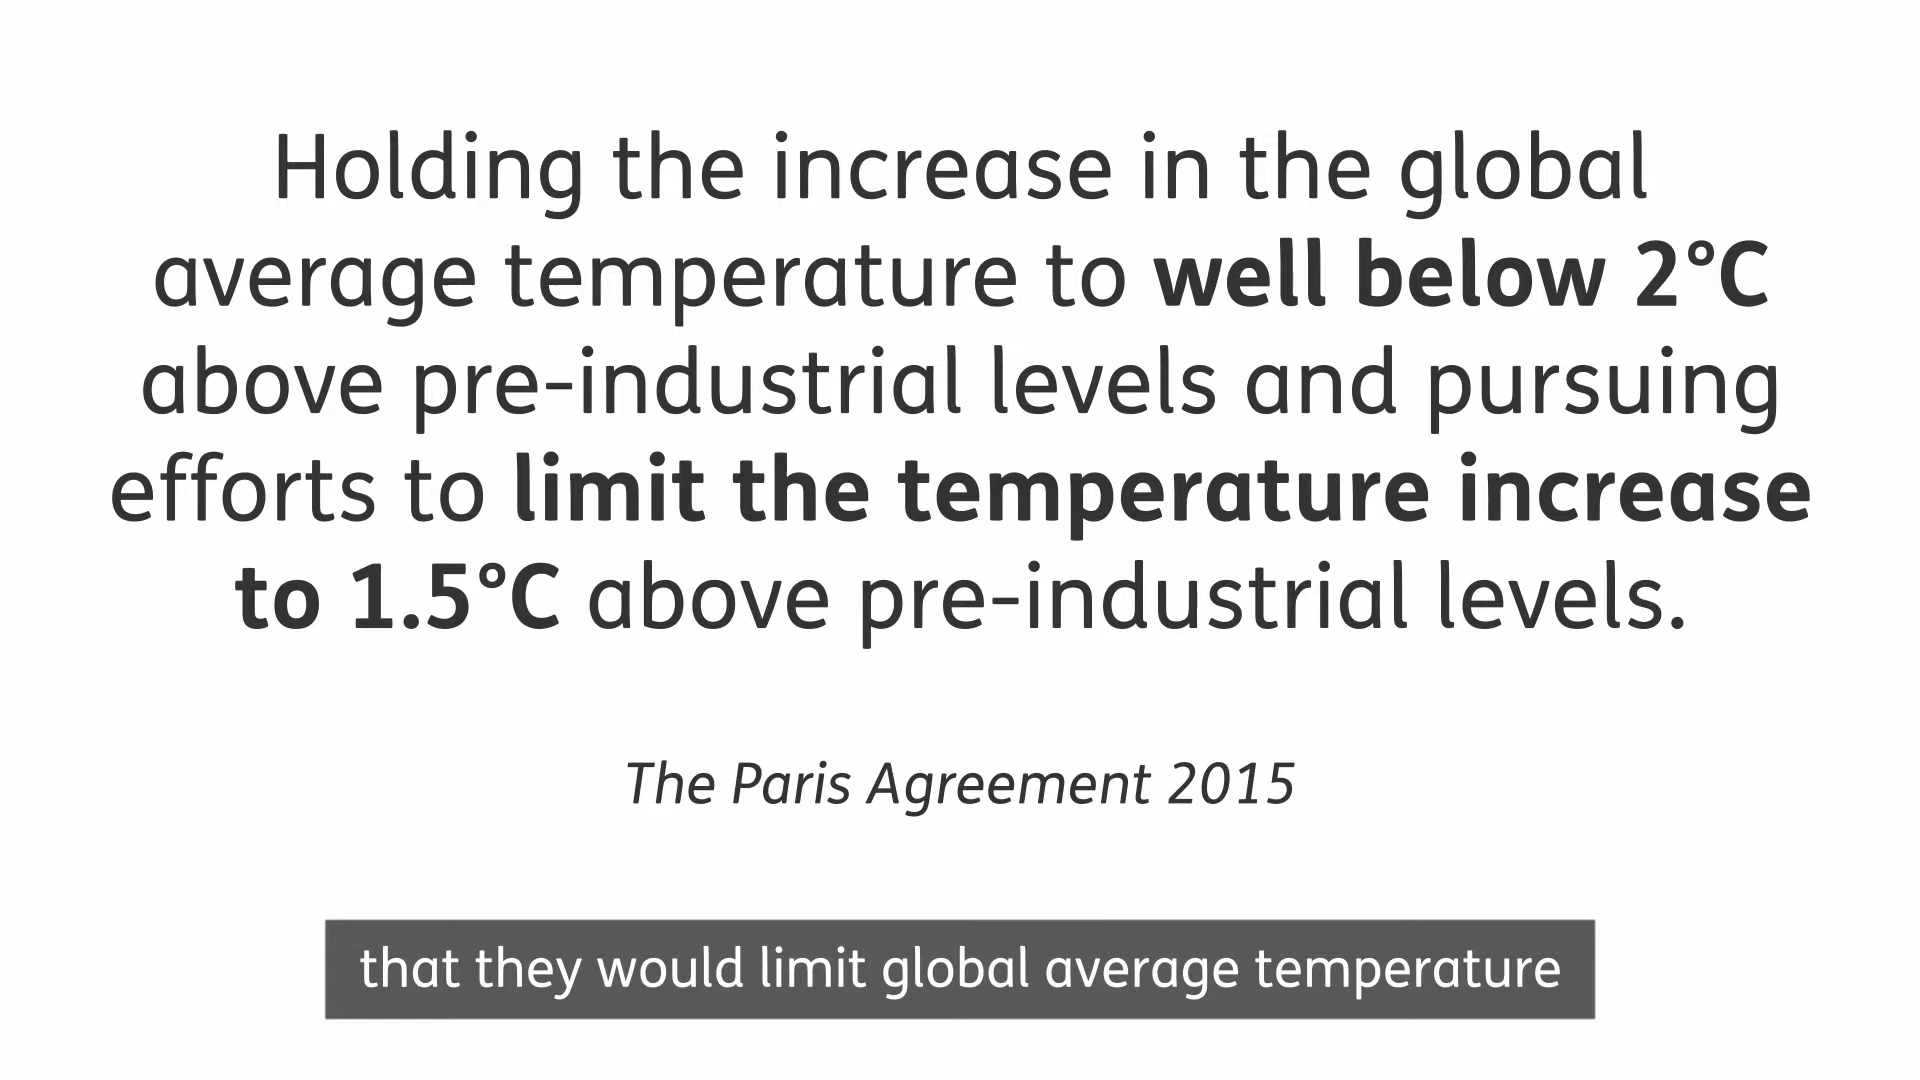 Holding the increase in the global
average temperature to well below 2°C
above pre-industrial levels and pursuing
efforts to limit the temperature increase
to 1.5°C above pre-industrial levels.
The Paris Agreement 2015
that they would limit global average temperature